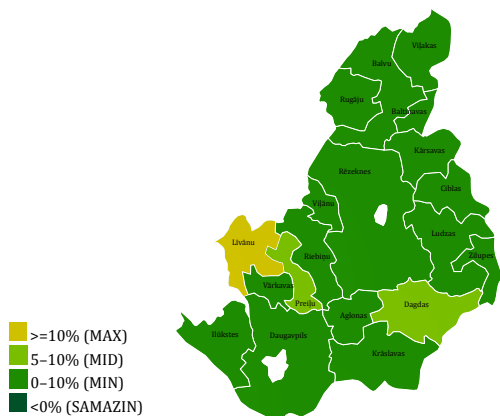 Viļakas
Balvu
Rugāju
Baltinavas
Kārsavas
Rēzeknes
Ciblas
Viļānu
Ludzas
Līvānu
Riebiņu
Zilupes
Vārkavas
Preiļu
Dagdas
Aglonas
Ilūkstes
Daugavpils
Krāslavas
>=10% (MAX)
5–10% (MID)
0–10% (MIN)
<0% (SAMAZIN)